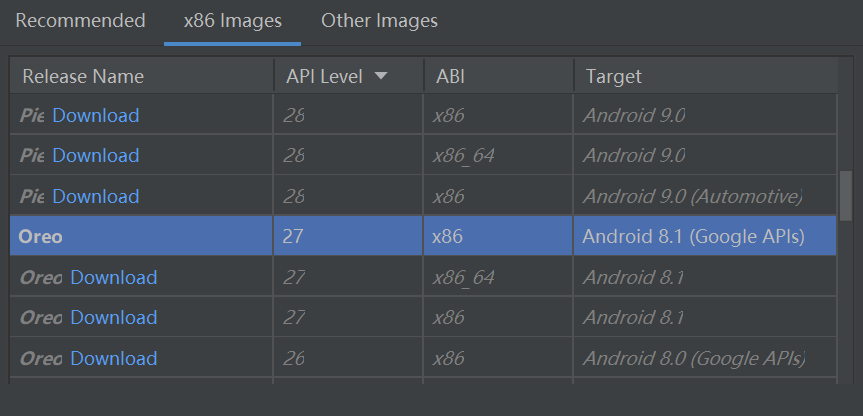 Recommended x86 Images Other Images
Release Name API Level ABI Target
Pie Download 28 x86 Android 9.0
Pie Download 28 x86_64 Android 9.0
Pie Download 28 x86 Android 9.0 (Automotive)
Oreo 27 x86 Android 8.1 (Google APIs)
Oreo Download 27 x86_64 Android 8.1
Oreo Download 27 x86 Android 8.1
Oreo Download 26 x86 Android 8.0 (Google APIs)